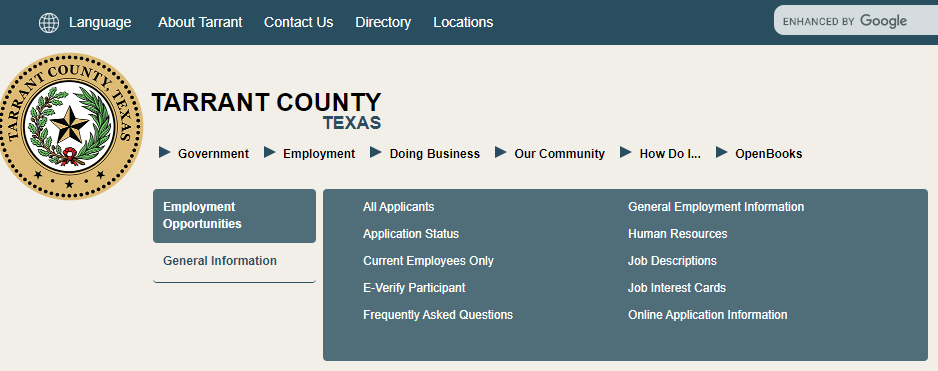 Language About Tarrant Contact Us Directory Locations
ENHANCED BY Google
TARRANT COUNTY, TEXAS
TARRANT COUNTY
TEXAS
Government Employment Doing Business Our Community How Do I... OpenBooks
Employment
Opportunities
General Information
All Applicants
Application Status
Current Employees Only
E-Verify Participant
Frequently Asked Questions
General Employment Information
Human Resources
Job Descriptions
Job Interest Cards
Online Application Information